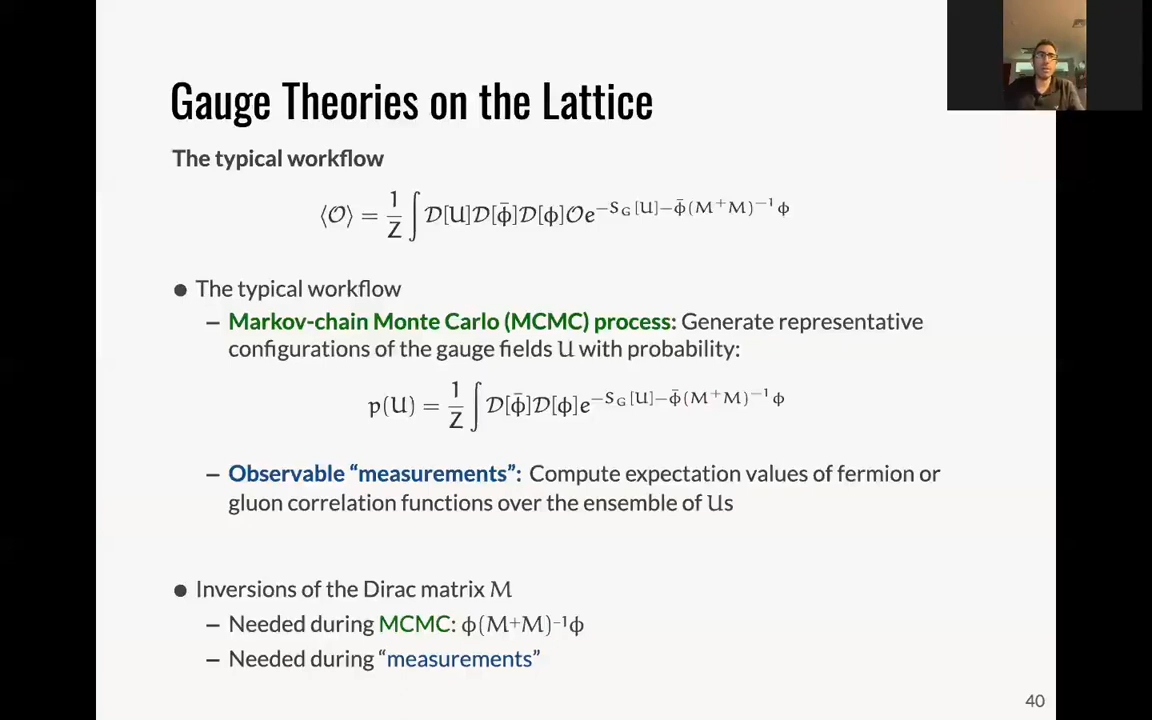 Gauge Theories on the Lattice
The typical workflow
⟨𝒪⟩ = 1/Z ∫ 𝒟[U]𝒟[ϕ̄]𝒟[ϕ]𝒪e^{−S_G[U]−ϕ̄(M⁺M)⁻¹ϕ}
● The typical workflow
– Markov-chain Monte Carlo (MCMC) process: Generate representative
configurations of the gauge fields U with probability:
p(U) = 1/Z ∫ 𝒟[ϕ̄]𝒟[ϕ]e^{−S_G[U]−ϕ̄(M⁺M)⁻¹ϕ}
– Observable “measurements”: Compute expectation values of fermion or
gluon correlation functions over the ensemble of Us
● Inversions of the Dirac matrix M
– Needed during MCMC: ϕ(M⁺M)⁻¹ϕ
– Needed during “measurements”
40